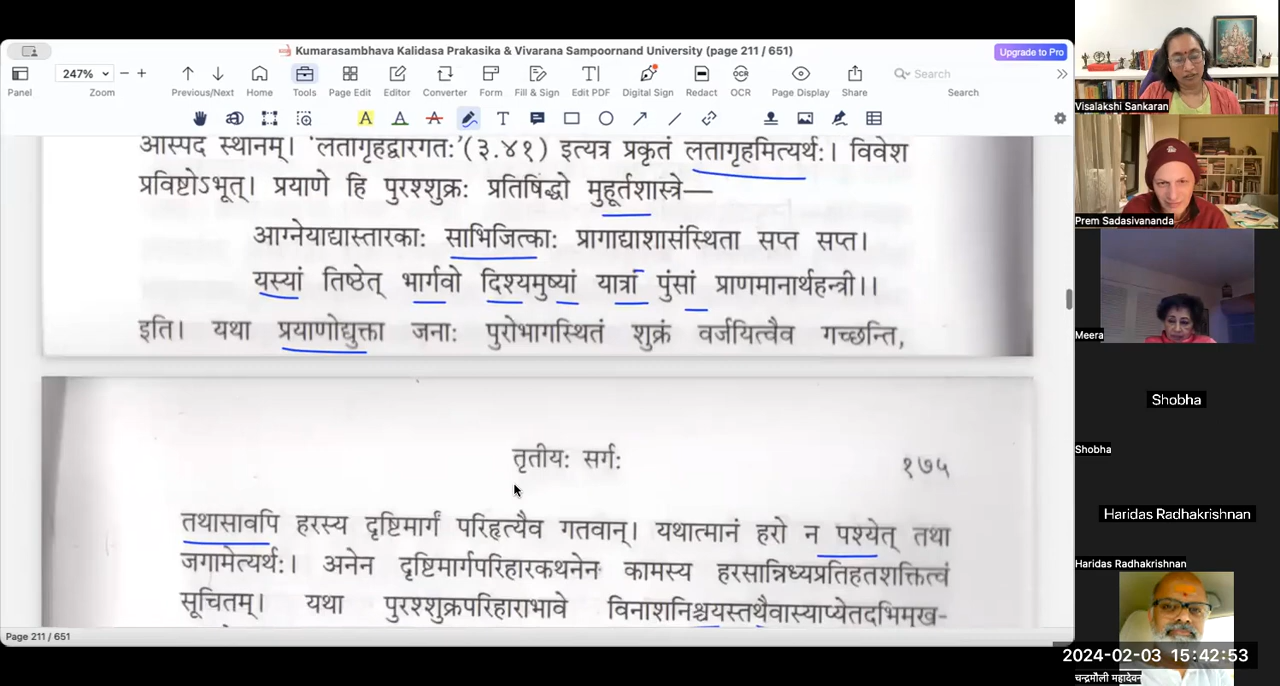 Kumarasambhava Kalidasa Prakasika & Vivarana Sampoornand University (page 211 / 651)
Upgrade to Pro
247%
Search
Panel Zoom Previous/Next Home Tools Page Edit Editor Converter Form Fill & Sign Edit PDF Digital Sign Redact OCR Page Display Share Search
आस्पदं स्थानम्। 'लतागृहद्वारगतः'(३.४१) इत्यत्र प्रकृतं लतागृहमित्यर्थः। विवेश
प्रविष्टोऽभूत्। प्रयाणे हि पुरश्शुक्रः प्रतिषिद्धो मुहूर्तशास्त्रे—
आग्नेयाद्यास्तारकाः साभिजित्काः प्रागाद्याशासंस्थिता सप्त सप्त।
यस्यां तिष्ठेत् भार्गवो दिश्यमुष्यां यात्रां पुंसां प्राणमानार्थहन्त्री।।
इति। यथा प्रयाणोद्युक्ता जनाः पुरोभागस्थितं शुक्रं वर्जयित्वैव गच्छन्ति,
तृतीयः सर्गः
१७५
तथासावपि हरस्य दृष्टिमार्गं परिहृत्यैव गतवान्। यथात्मानं हरो न पश्येत् तथा
जगामेत्यर्थः। अनेन दृष्टिमार्गपरिहारकथनेन कामस्य हरसान्निध्यप्रतिहतशक्तित्वं
सूचितम्। यथा पुरश्शुक्रपरिहाराभावे विनाशनिश्चयस्तथैवास्याप्येतदभिमुख-
Page 211 / 651
Visalakshi Sankaran
Prem Sadasivananda
Meera
Shobha
Shobha
Haridas Radhakrishnan
Haridas Radhakrishnan
2024-02-03 15:42:53
चन्द्रमौली महादेवन